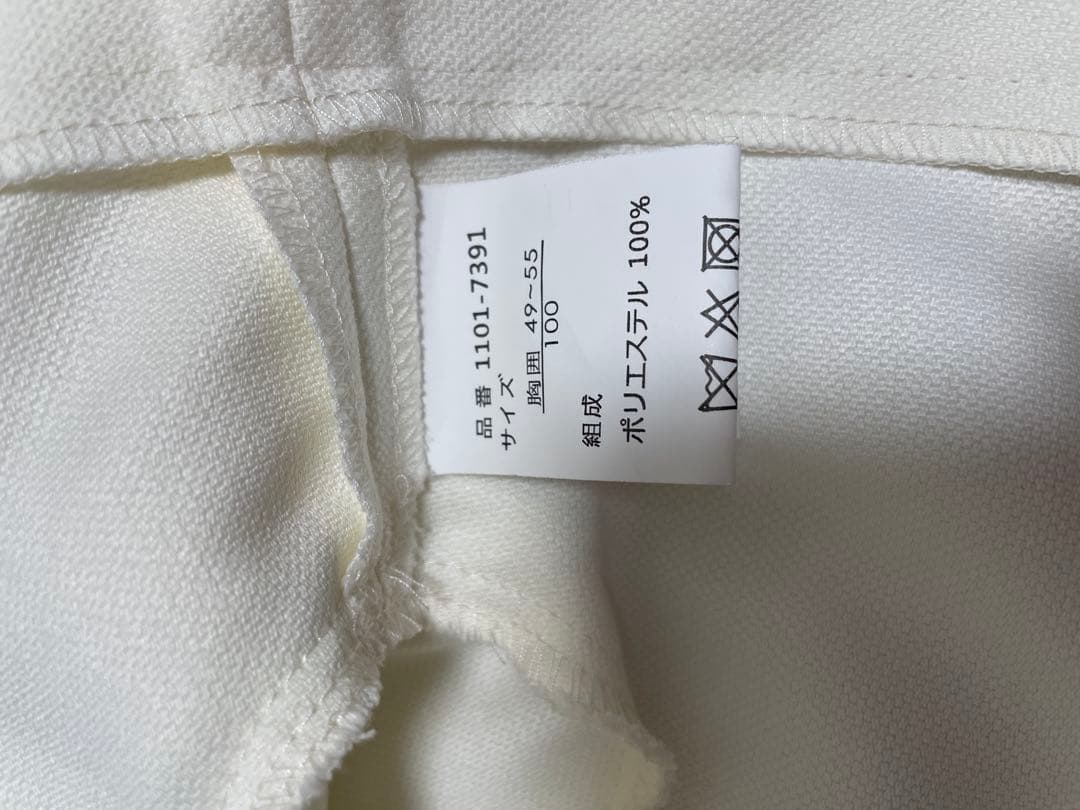 品番 1101-7391
サイズ
胸囲 49~55
100
組成
ポリエステル 100%